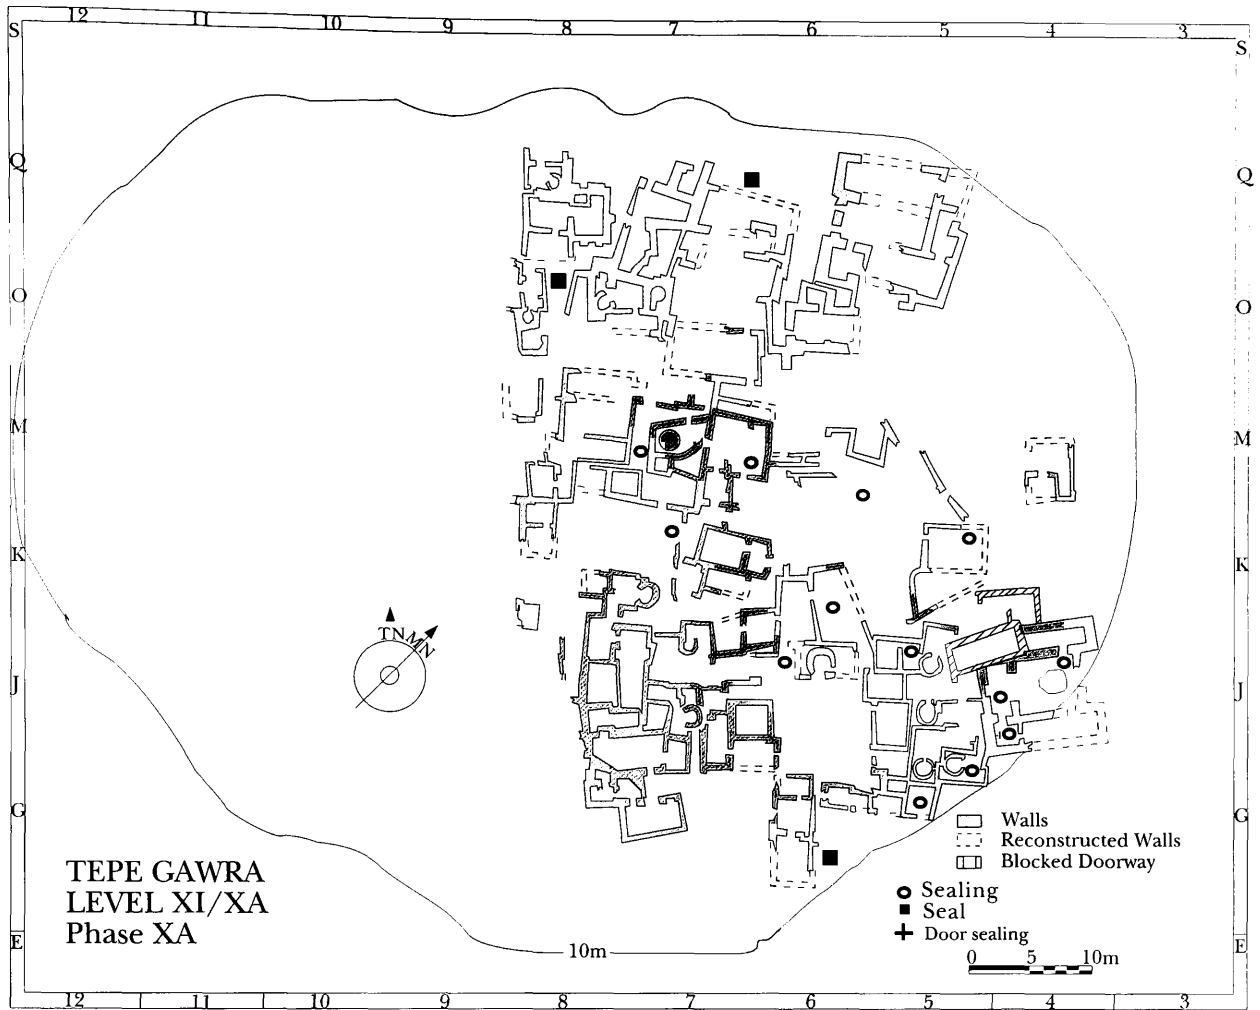 12 11 10 9 8 7 6 5 4 3
S S
Q Q
O O
M M
K K
TN MN
J J
G G
Walls
Reconstructed Walls
Blocked Doorway
TEPE GAWRA
LEVEL XI/XA
Phase XA
Sealing
Seal
Door sealing
E E
10m
0 5 10m
12 11 10 9 8 7 6 5 4 3